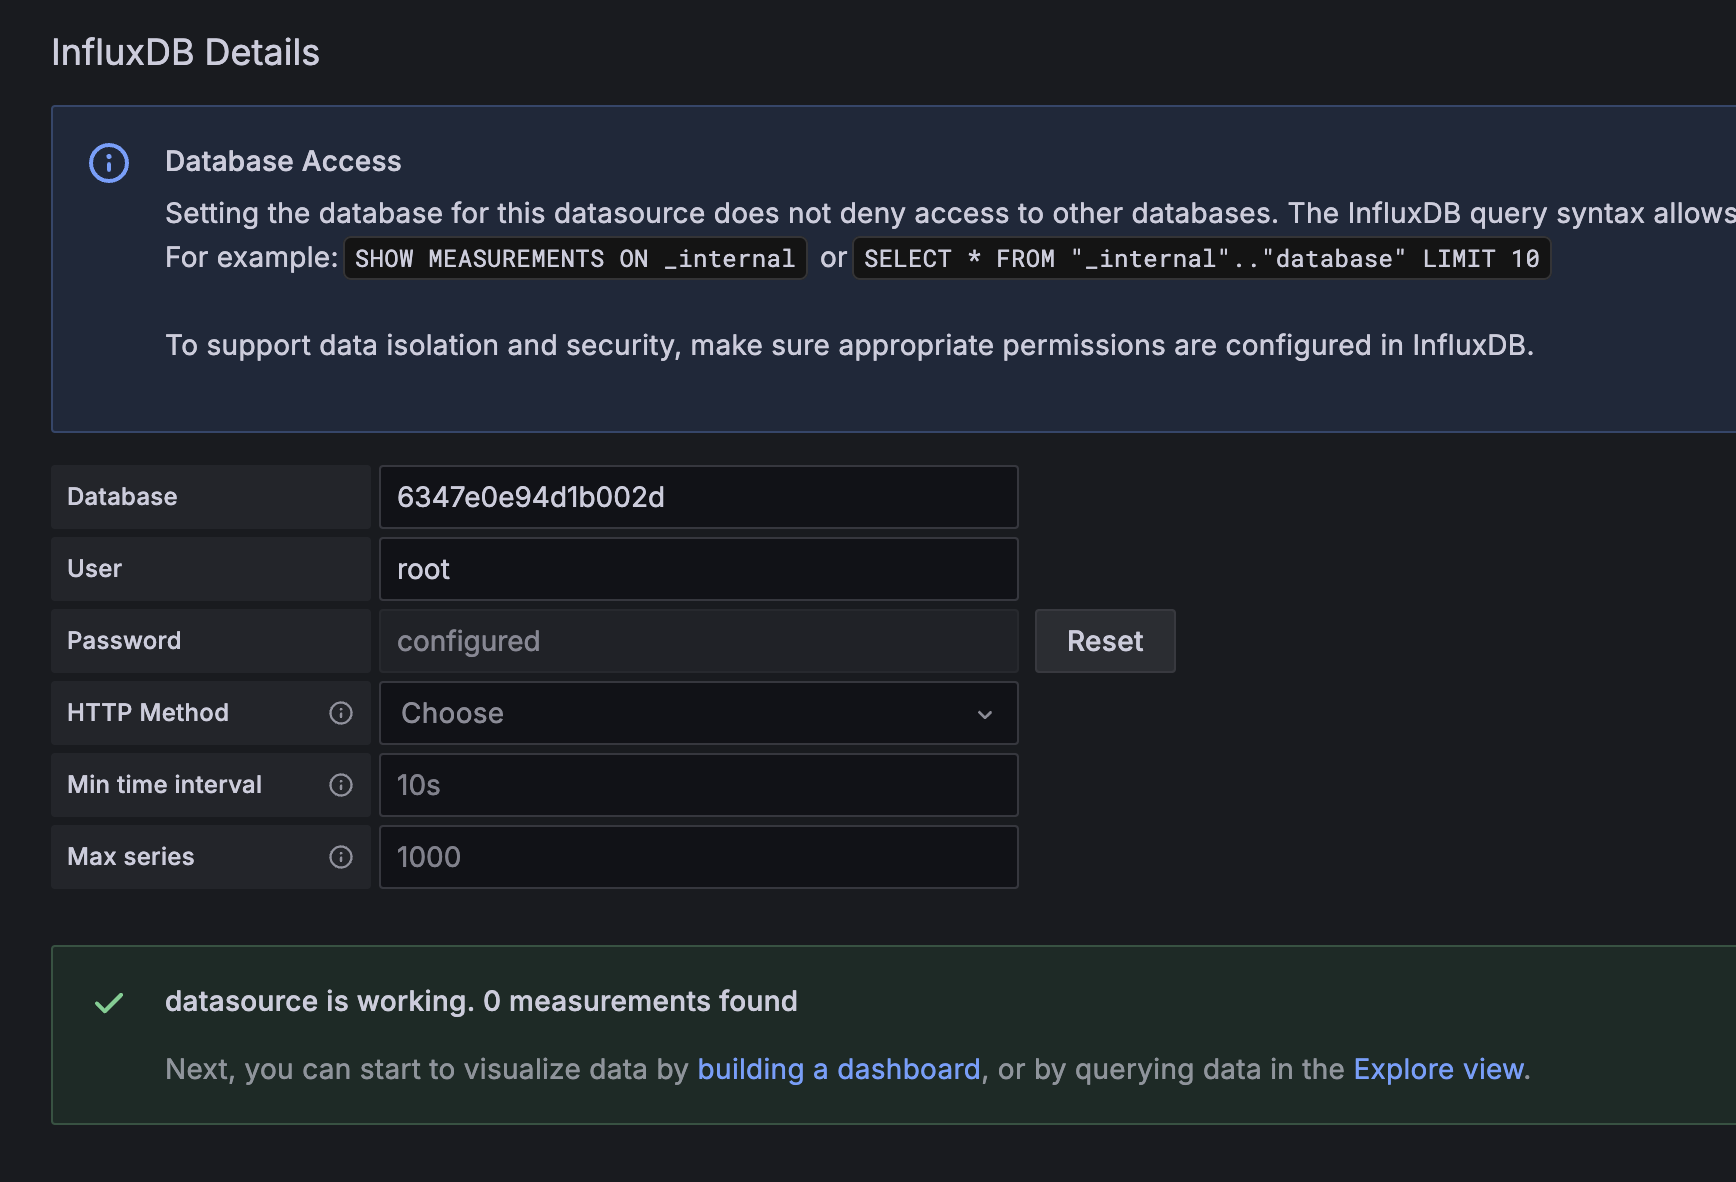 InfluxDB Details
Database Access
Setting the database for this datasource does not deny access to other databases. The InfluxDB query syntax allows
For example: SHOW MEASUREMENTS ON _internal or SELECT * FROM "_internal".."database" LIMIT 10
To support data isolation and security, make sure appropriate permissions are configured in InfluxDB.
Database 6347e0e94d1b002d
User root
Password configured Reset
HTTP Method Choose
Min time interval 10s
Max series 1000
datasource is working. 0 measurements found
Next, you can start to visualize data by building a dashboard, or by querying data in the Explore view.